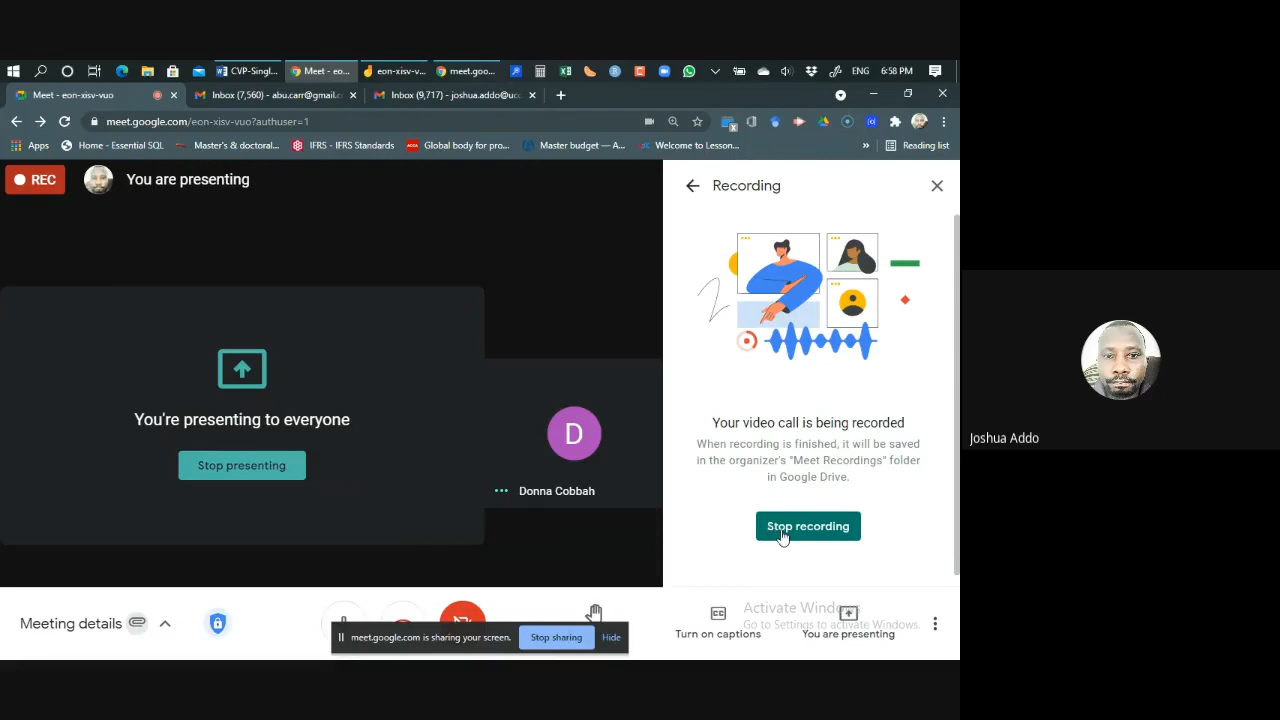 CVP-Singl...
Meet - eo...
eon-xisv-v...
meet.goo...
ENG
6:58 PM
Meet - eon-xisv-vuo
Inbox (7,560) - abu.carr@gmail.c
Inbox (9,717) - joshua.addo@uc
meet.google.com/eon-xisv-vuo?authuser=1
Apps
Home - Essential SQL
Master's & doctoral...
IFRS - IFRS Standards
Global body for pro...
Master budget — A...
Welcome to Lesson...
»
Reading list
REC
You are presenting
Recording
You're presenting to everyone
Stop presenting
D
Donna Cobbah
Your video call is being recorded
When recording is finished, it will be saved
in the organizer's "Meet Recordings" folder
in Google Drive.
Stop recording
Joshua Addo
Meeting details
meet.google.com is sharing your screen.
Stop sharing
Hide
CC
Turn on captions
You are presenting
Activate Windows
Go to Settings to activate Windows.